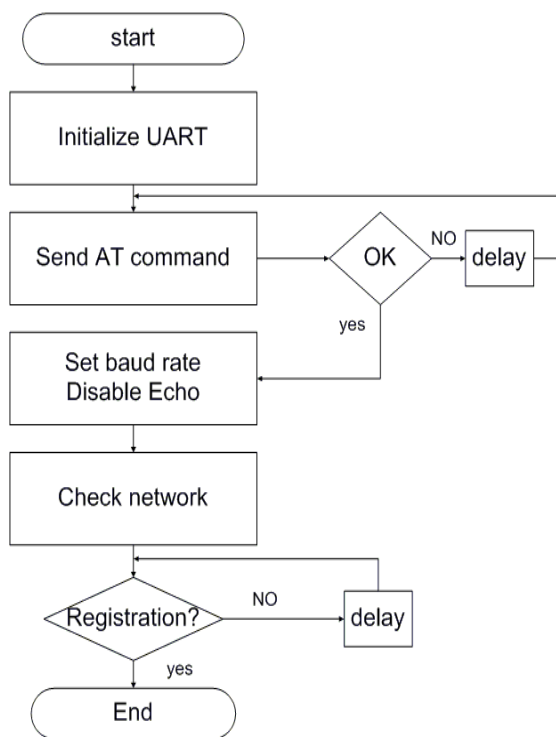 start
Initialize UART
Send AT command
OK
NO
delay
yes
Set baud rate
Disable Echo
Check network
Registration?
NO
delay
yes
End